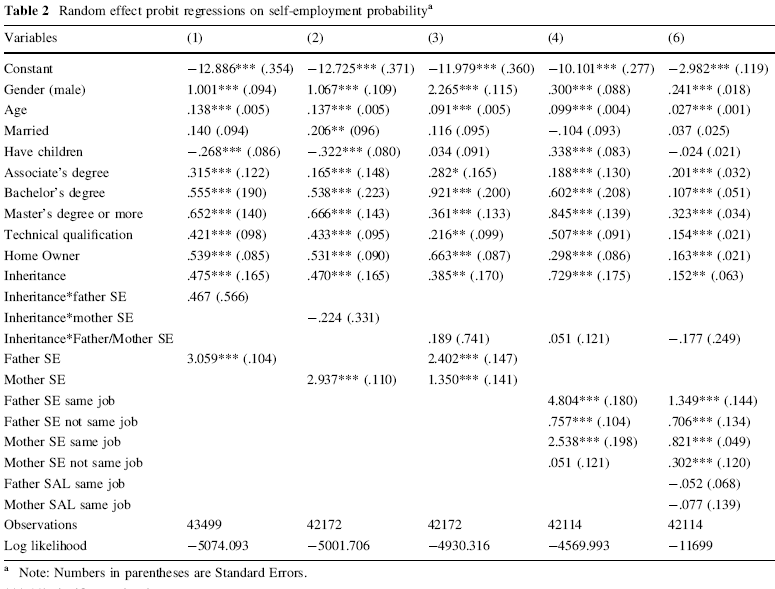 Table 2 Random effect probit regressions on self-employment probabilityᵃ
Variables (1) (2) (3) (4) (6)
Constant −12.886*** (.354) −12.725*** (.371) −11.979*** (.360) −10.101*** (.277) −2.982*** (.119)
Gender (male) 1.001*** (.094) 1.067*** (.109) 2.265*** (.115) .300*** (.088) .241*** (.018)
Age .138*** (.005) .137*** (.005) .091*** (.005) .099*** (.004) .027*** (.001)
Married .140 (.094) .206** (096) .116 (.095) −.104 (.093) .037 (.025)
Have children −.268*** (.086) −.322*** (.080) .034 (.091) .338*** (.083) −.024 (.021)
Associate's degree .315*** (.122) .165*** (.148) .282* (.165) .188*** (.130) .201*** (.032)
Bachelor's degree .555*** (190) .538*** (.223) .921*** (.200) .602*** (.208) .107*** (.051)
Master's degree or more .652*** (140) .666*** (.143) .361*** (.133) .845*** (.139) .323*** (.034)
Technical qualification .421*** (098) .433*** (.095) .216** (.099) .507*** (.091) .154*** (.021)
Home Owner .539*** (.085) .531*** (.090) .663*** (.087) .298*** (.086) .163*** (.021)
Inheritance .475*** (.165) .470*** (.165) .385** (.170) .729*** (.175) .152** (.063)
Inheritance*father SE .467 (.566)
Inheritance*mother SE −.224 (.331)
Inheritance*Father/Mother SE .189 (.741) .051 (.121) −.177 (.249)
Father SE 3.059*** (.104) 2.402*** (.147)
Mother SE 2.937*** (.110) 1.350*** (.141)
Father SE same job 4.804*** (.180) 1.349*** (.144)
Father SE not same job .757*** (.104) .706*** (.134)
Mother SE same job 2.538*** (.198) .821*** (.049)
Mother SE not same job .051 (.121) .302*** (.120)
Father SAL same job −.052 (.068)
Mother SAL same job −.077 (.139)
Observations 43499 42172 42172 42114 42114
Log likelihood −5074.093 −5001.706 −4930.316 −4569.993 −11699
ᵃ Note: Numbers in parentheses are Standard Errors.